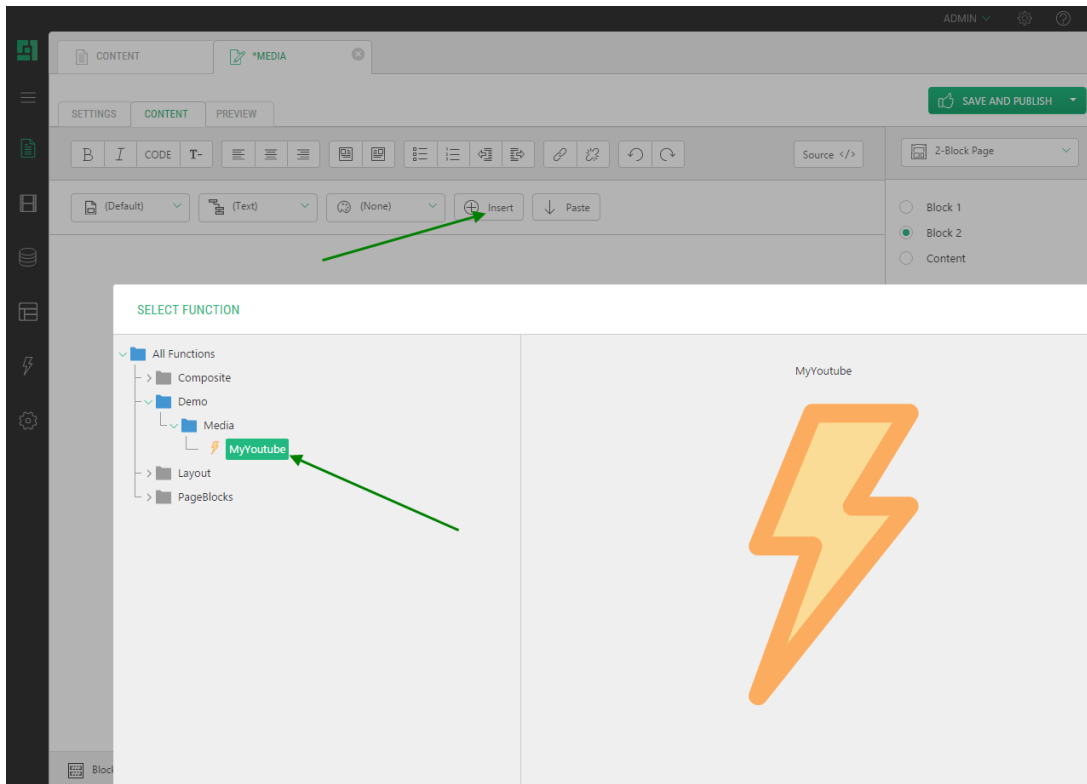 ADMIN
CONTENT
*MEDIA
SETTINGS
CONTENT
PREVIEW
SAVE AND PUBLISH
B I CODE T-
Source </>
2-Block Page
(Default)
(Text)
(None)
Insert
Paste
Block 1
Block 2
Content
SELECT FUNCTION
All Functions
Composite
Demo
Media
MyYoutube
Layout
PageBlocks
MyYoutube
Bloc